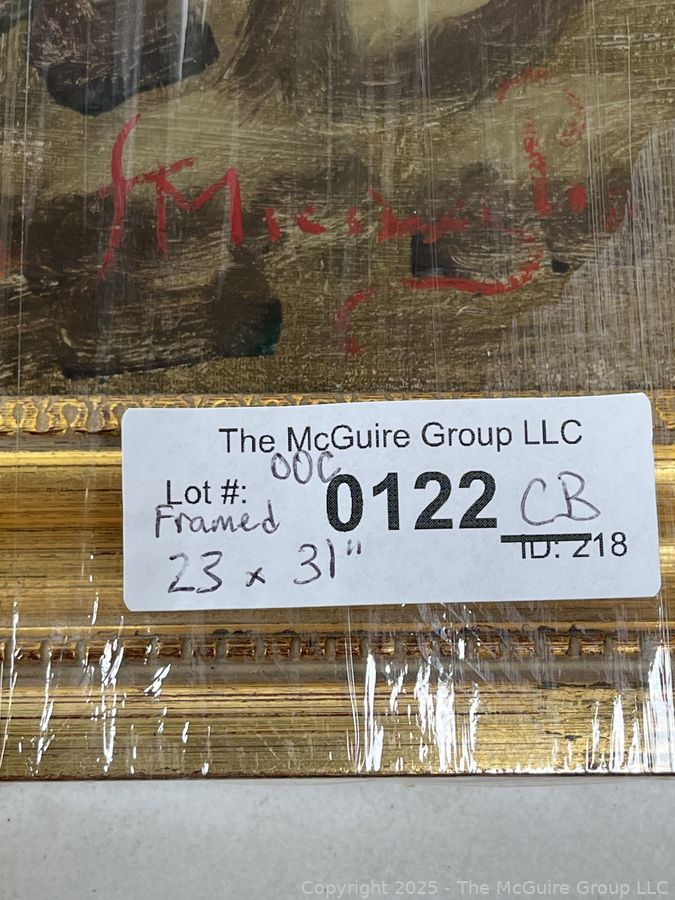 The McGuire Group LLC
OOC
Lot #: 0122 CB
Framed
ID: 218
23 x 31"
Copyright 2025 - The McGuire Group LLC